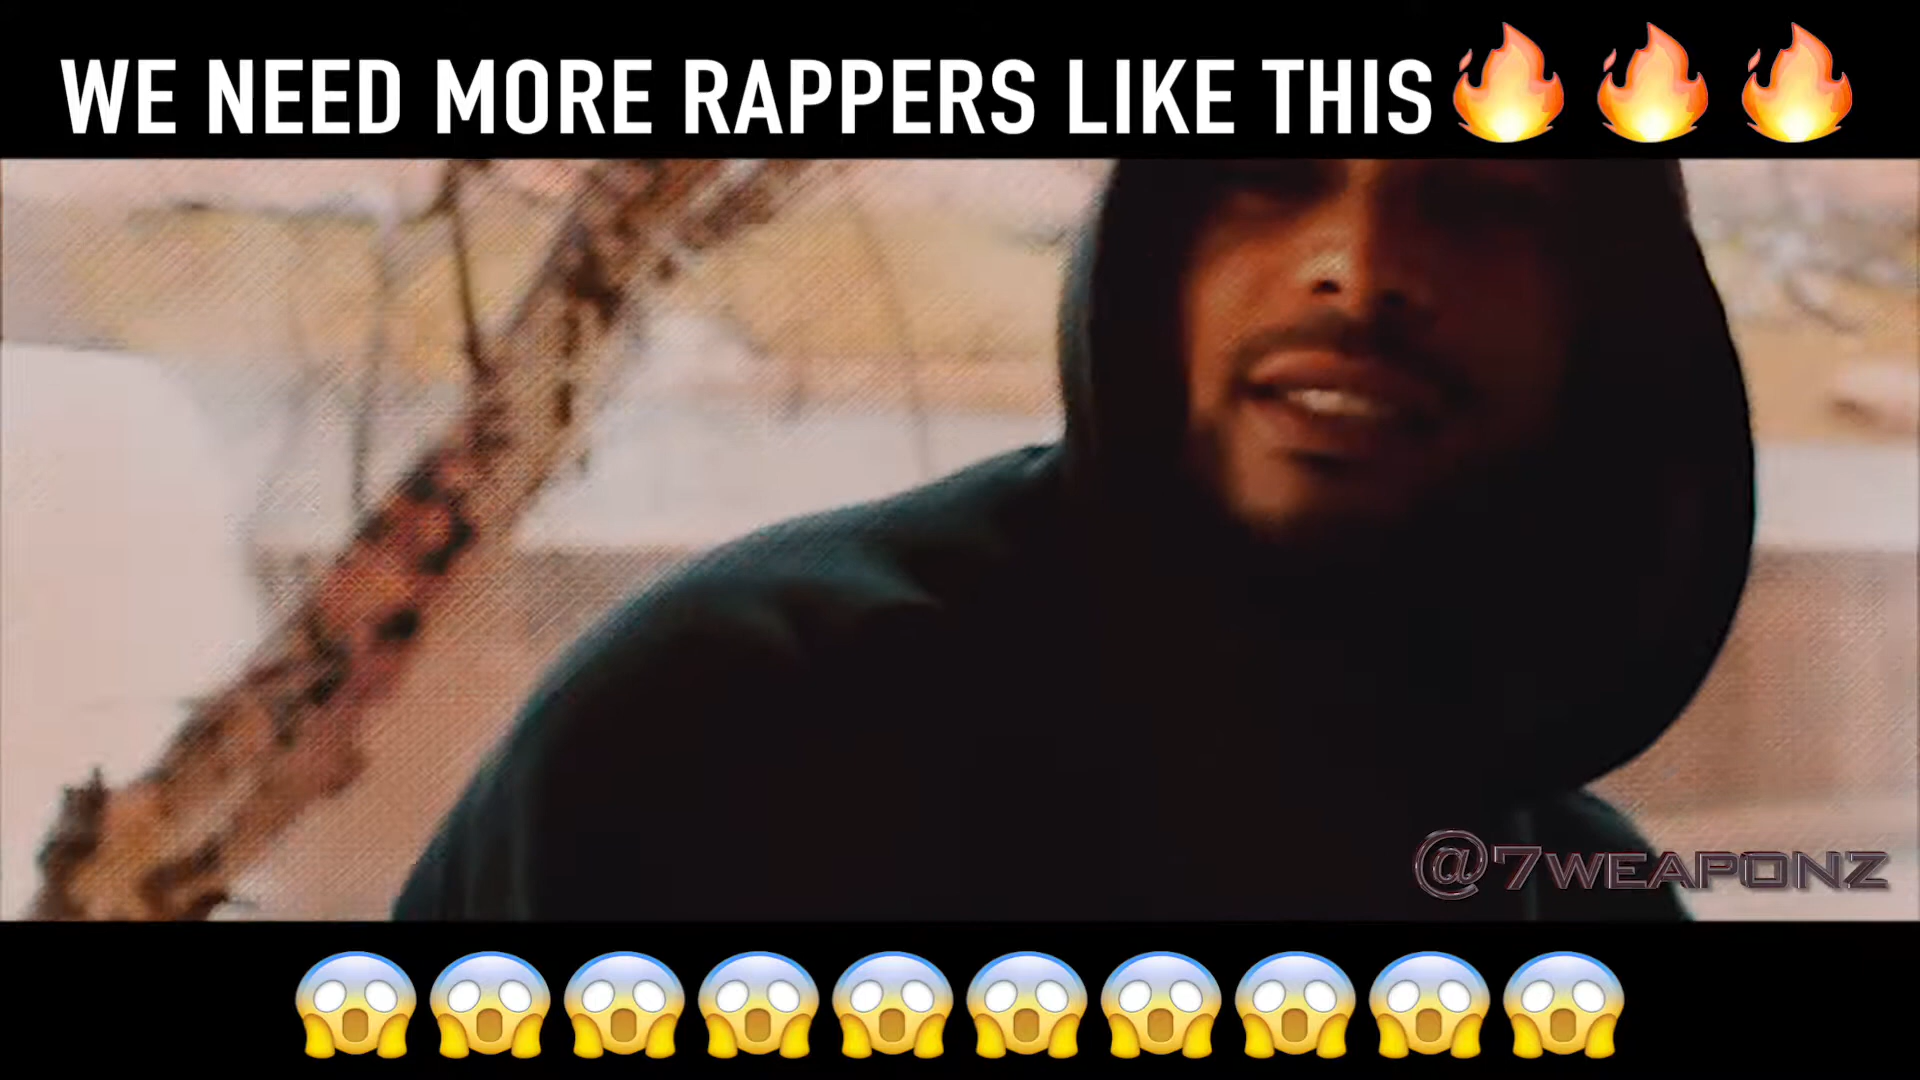 WE NEED MORE RAPPERS LIKE THIS🔥🔥🔥
@7WEAPONZ
😱😱😱😱😱😱😱😱😱😱